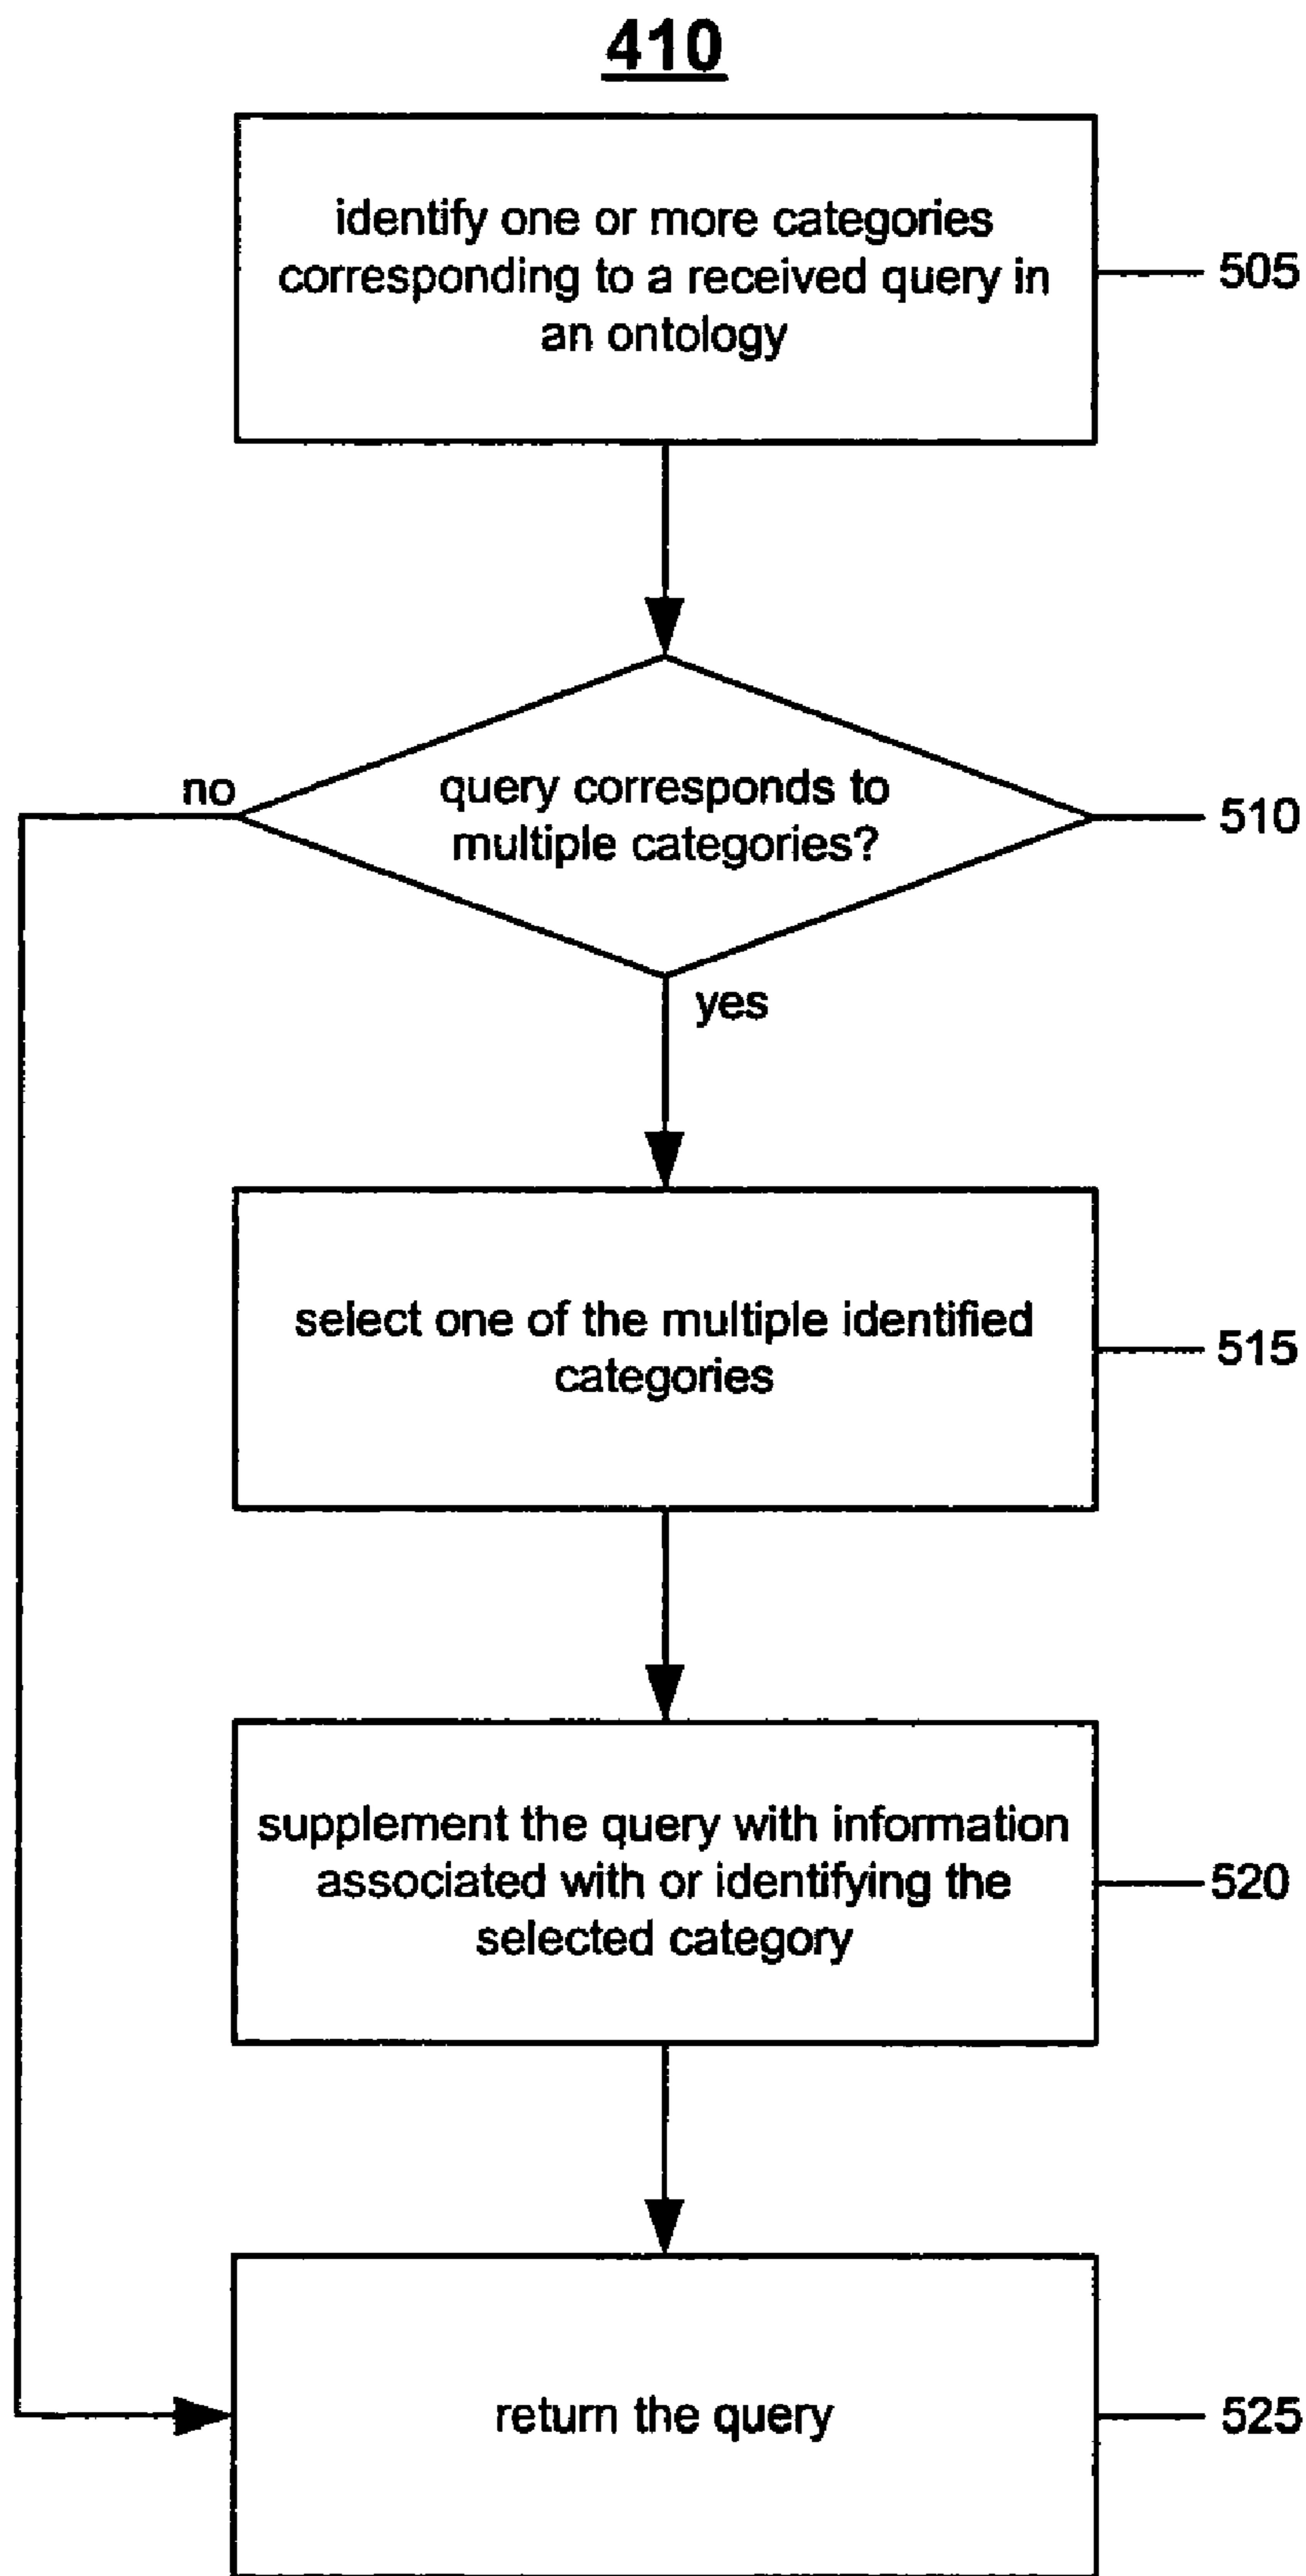 410
identify one or more categories
corresponding to a received query in
an ontology
505
no
query corresponds to
multiple categories?
510
yes
select one of the multiple identified
categories
515
supplement the query with information
associated with or identifying the
selected category
520
return the query
525